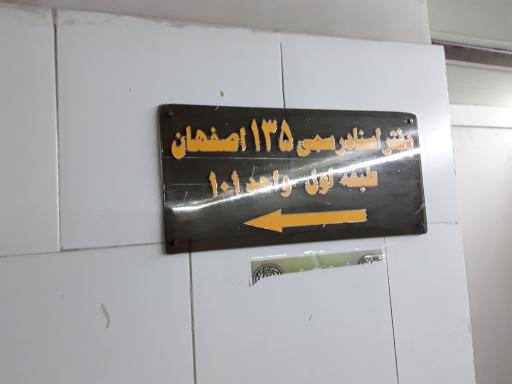 دفتر اسناد رسمی ۱۳۵ اصفهان
طبقه اول واحد ۱۰۱